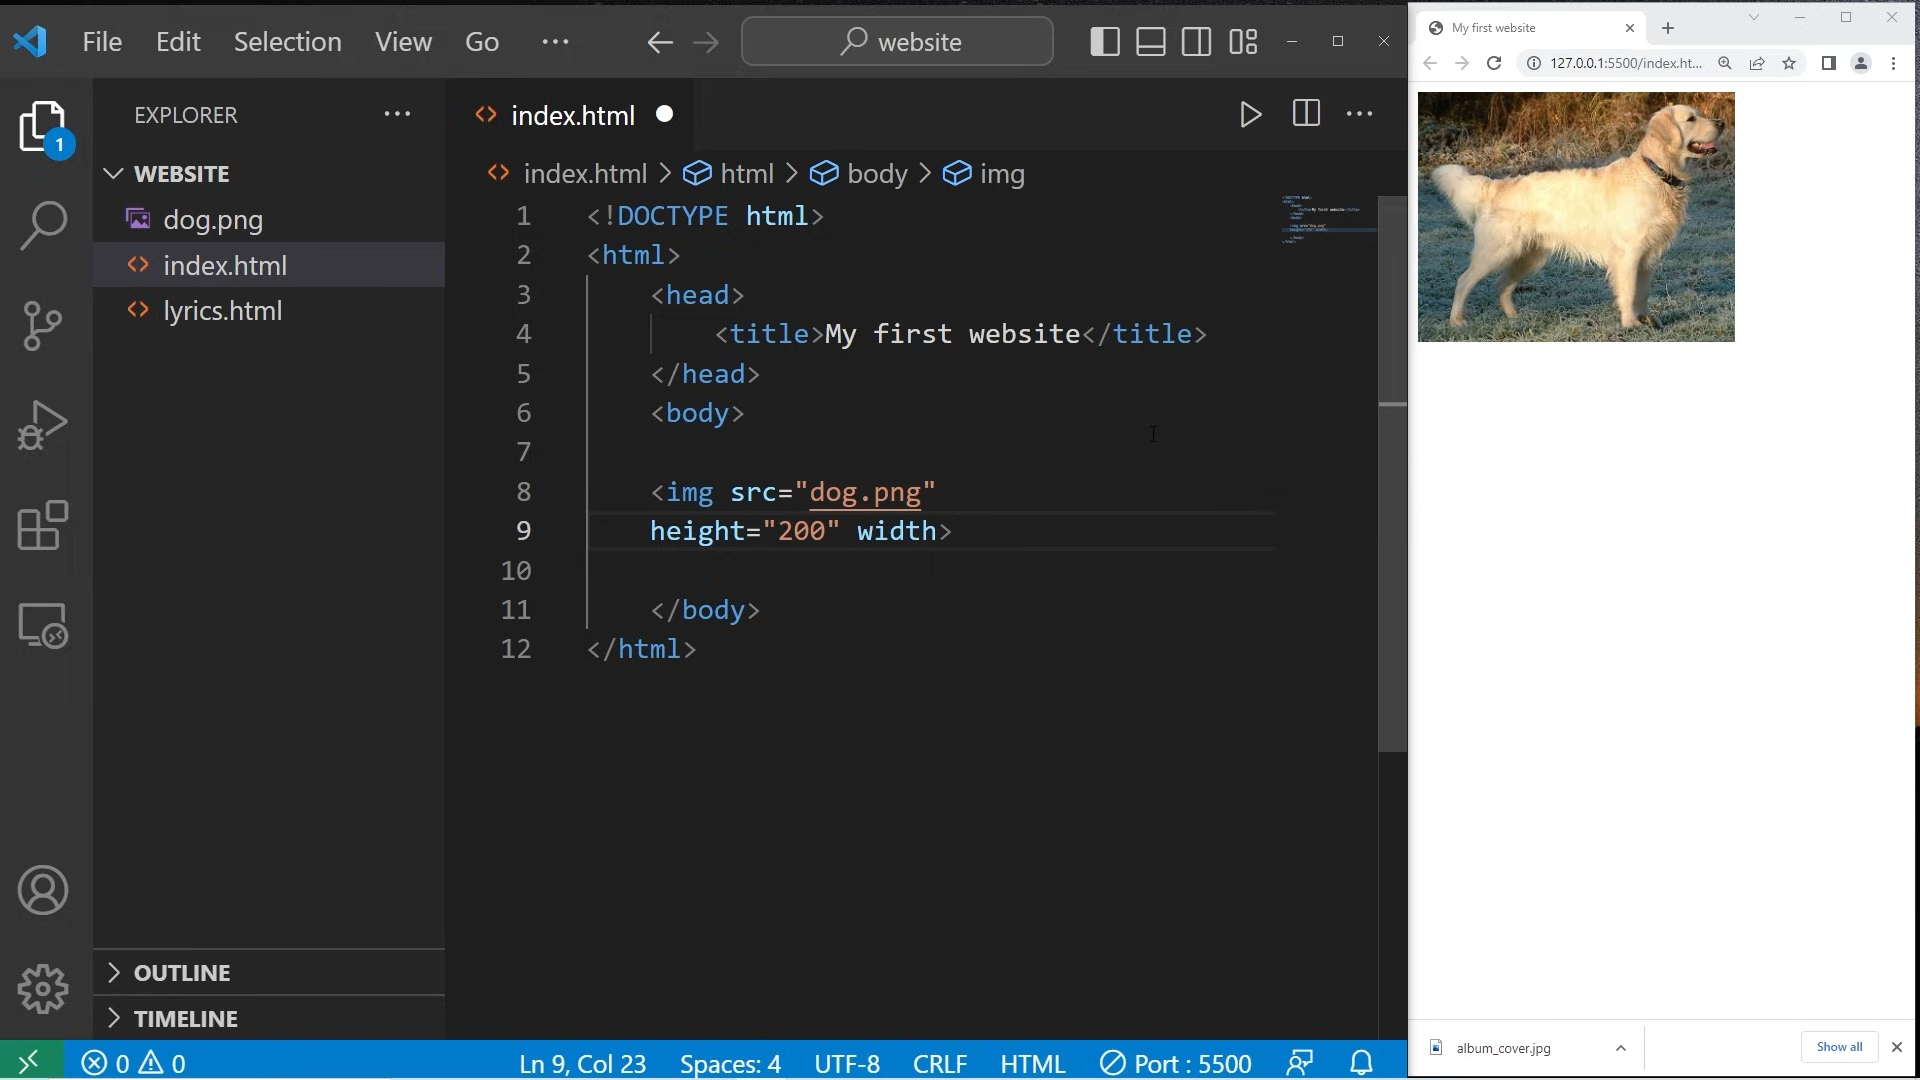 File Edit Selection View Go ··· website
EXPLORER ···
WEBSITE
dog.png
index.html
lyrics.html
OUTLINE
TIMELINE
1
index.html
index.html > html > body > img
1 <!DOCTYPE html>
2 <html>
3 <head>
4 <title>My first website</title>
5 </head>
6 <body>
7
8 <img src="dog.png"
9 height="200" width>
10
11 </body>
12 </html>
0 0 Ln 9, Col 23 Spaces: 4 UTF-8 CRLF HTML Port : 5500
My first website
127.0.0.1:5500/index.ht...
album_cover.jpg Show all